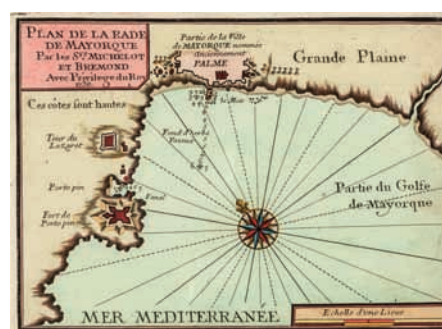 PLAN DE LA RADE
DE MAYORQUE
Par les Srs. MICHELOT
ET BREMOND
Avec Privilege du Roy
Partie de la Ville
de MAYORQUE nommée
Anciennement
PALME
Grande Plaine
Ces côtes sont hautes
Tour du
Lazaret
Fond d'herbe
Porto pin
Fanal
Fort de
Porto pin
Partie du Golfe
de Mayorque
MER MEDITERRANÉE
Echelle d'une Lieue